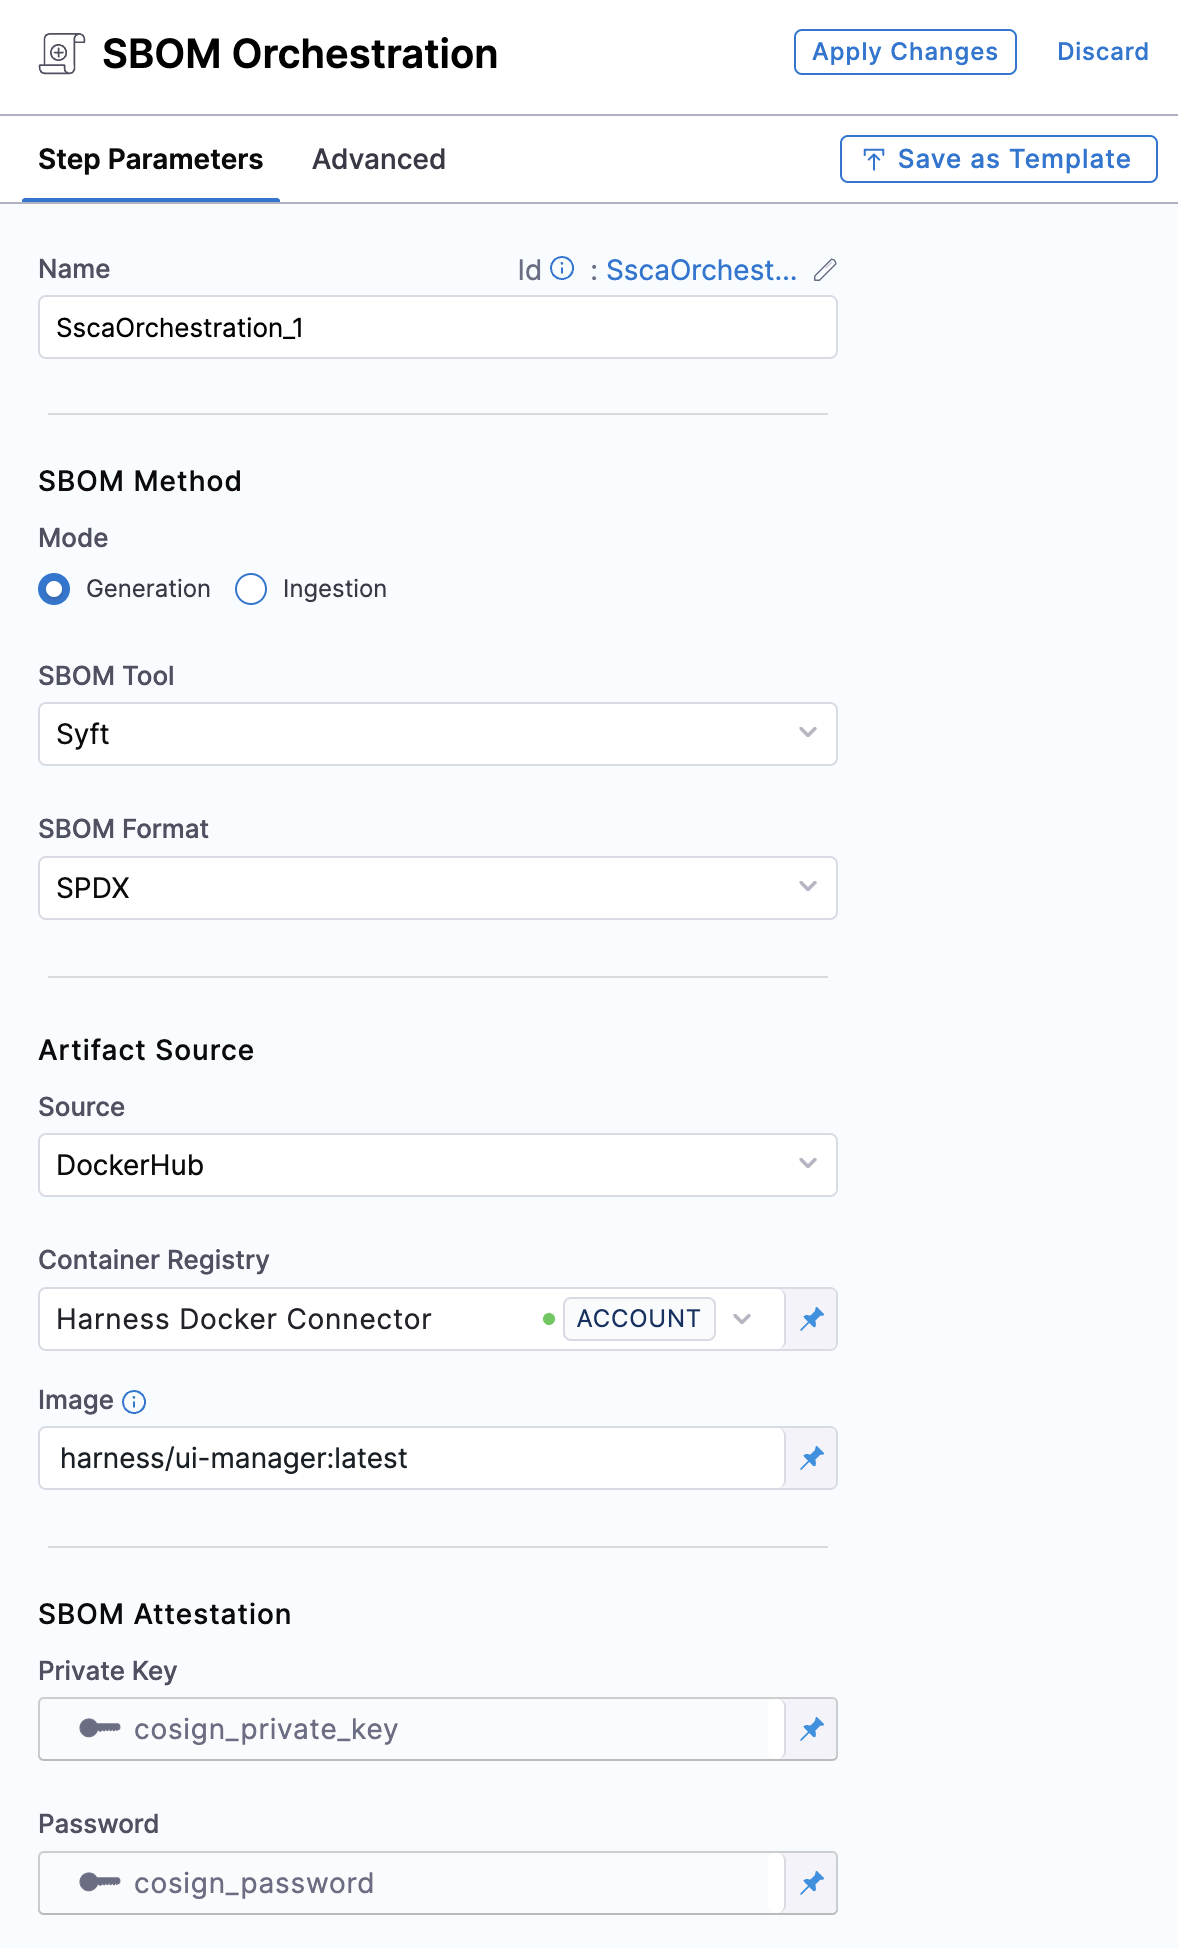 SBOM Orchestration
Apply Changes
Discard
Step Parameters
Advanced
Save as Template
Name
Id : SscaOrchest...
SscaOrchestration_1
SBOM Method
Mode
Generation
Ingestion
SBOM Tool
Syft
SBOM Format
SPDX
Artifact Source
Source
DockerHub
Container Registry
Harness Docker Connector
ACCOUNT
Image
harness/ui-manager:latest
SBOM Attestation
Private Key
cosign_private_key
Password
cosign_password